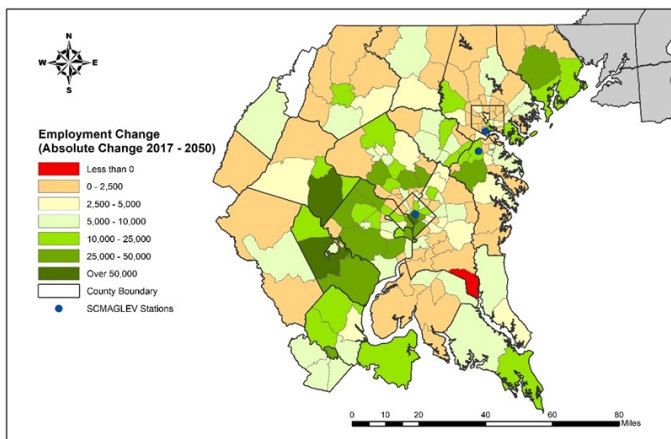 N
W E
S
Employment Change
(Absolute Change 2017 - 2050)
Less than 0
0 - 2,500
2,500 - 5,000
5,000 - 10,000
10,000 - 25,000
25,000 - 50,000
Over 50,000
County Boundary
SCMAGLEV Stations
0 10 20 40 60 80
Miles